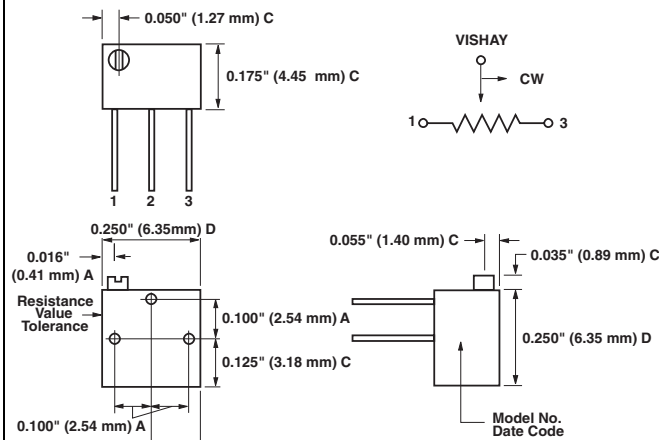 0.050" (1.27 mm) C
VISHAY
CW
0.175" (4.45 mm) C
1
3
1 2 3
0.250" (6.35mm) D
0.016"
(0.41 mm) A
0.055" (1.40 mm) C
0.035" (0.89 mm) C
Resistance
Value
Tolerance
0.100" (2.54 mm) A
0.125" (3.18 mm) C
0.250" (6.35 mm) D
0.100" (2.54 mm) A
Model No.
Date Code